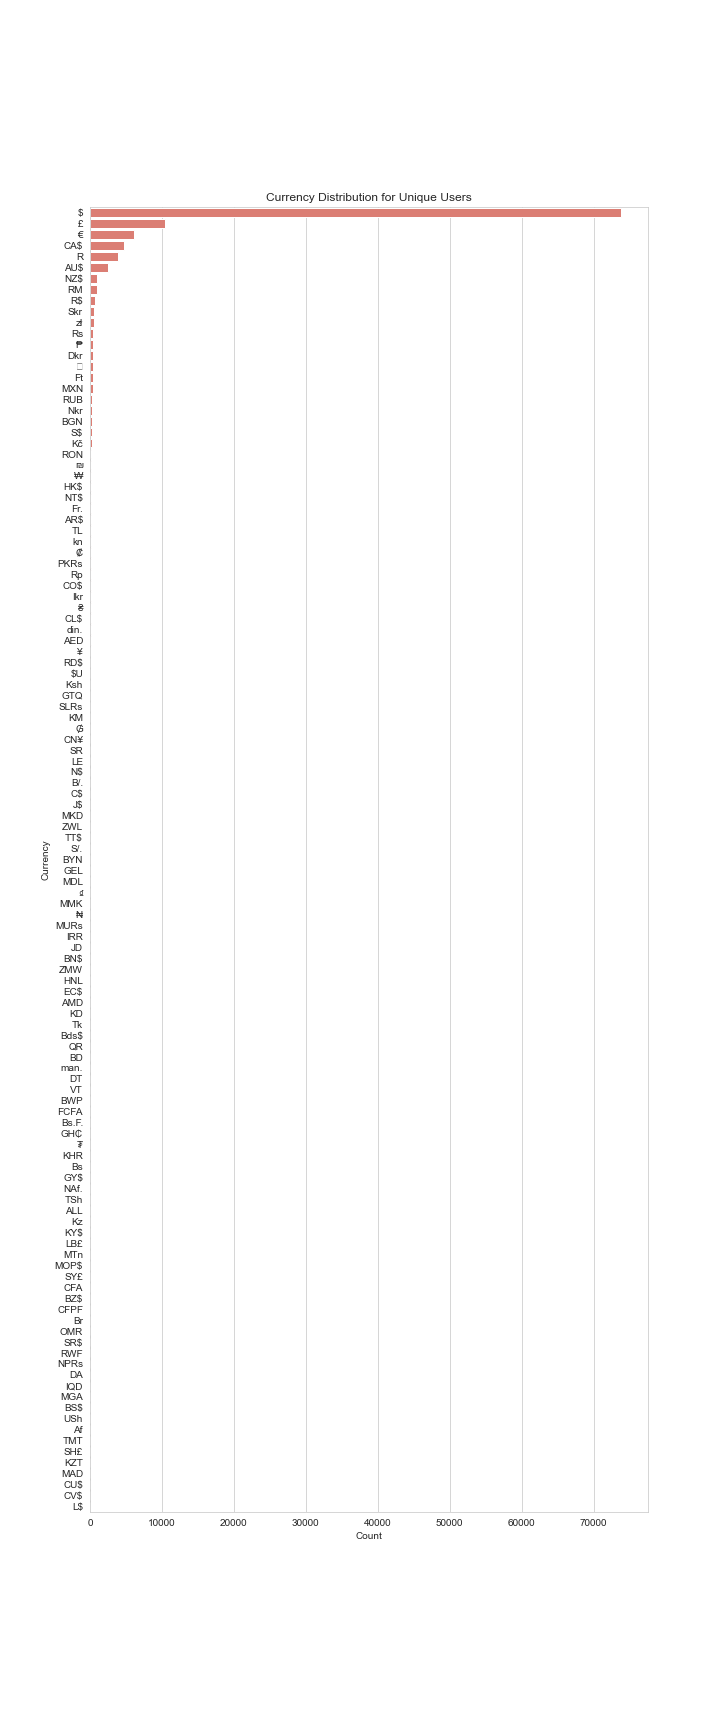 Currency Distribution for Unique Users
$
£
€
CA$
R
AU$
NZ$
RM
R$
Skr
zł
Rs
₱
Dkr
Ft
MXN
RUB
Nkr
BGN
S$
Kč
RON
₪
₩
HK$
NT$
Fr.
AR$
TL
kn
₡
PKRs
Rp
CO$
Ikr
₴
CL$
din.
AED
¥
RD$
$U
Ksh
GTQ
SLRs
KM
₲
CN¥
SR
LE
N$
B/.
C$
J$
MKD
ZWL
TT$
S/.
BYN
GEL
MDL
MMK
₦
MURs
IRR
JD
BN$
ZMW
HNL
EC$
AMD
KD
Tk
Bds$
QR
BD
man.
DT
VT
BWP
FCFA
Bs.F.
GH₵
₮
KHR
Bs
GY$
NAf.
TSh
ALL
Kz
KY$
LB£
MTn
MOP$
SY£
CFA
BZ$
CFPF
Br
OMR
SR$
RWF
NPRs
DA
IQD
MGA
BS$
USh
Af
TMT
SH£
KZT
MAD
CU$
CV$
L$
Currency
0 10000 20000 30000 40000 50000 60000 70000
Count